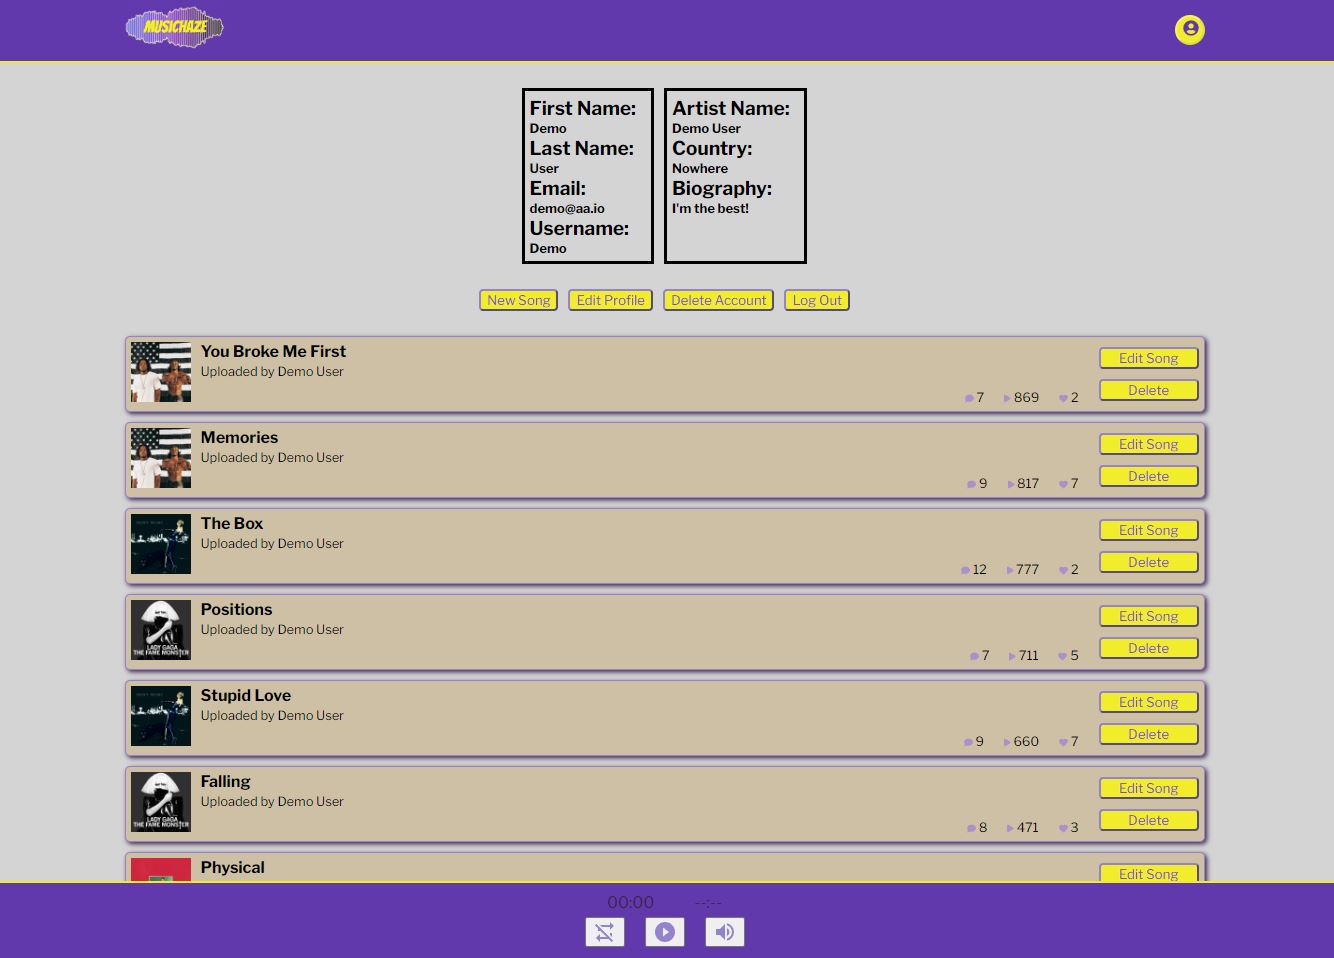 MUSICHAZE
First Name:
Demo
Last Name:
User
Email:
demo@aa.io
Username:
Demo
Artist Name:
Demo User
Country:
Nowhere
Biography:
I'm the best!
New Song Edit Profile Delete Account Log Out
You Broke Me First
Uploaded by Demo User
7 869 2
Edit Song
Delete
Memories
Uploaded by Demo User
9 817 7
Edit Song
Delete
The Box
Uploaded by Demo User
12 777 2
Edit Song
Delete
LADY GAGA
THE FAME MONSTER
Positions
Uploaded by Demo User
7 711 5
Edit Song
Delete
Stupid Love
Uploaded by Demo User
9 660 7
Edit Song
Delete
LADY GAGA
THE FAME MONSTER
Falling
Uploaded by Demo User
8 471 3
Edit Song
Delete
Physical
Edit Song
00:00 --:--